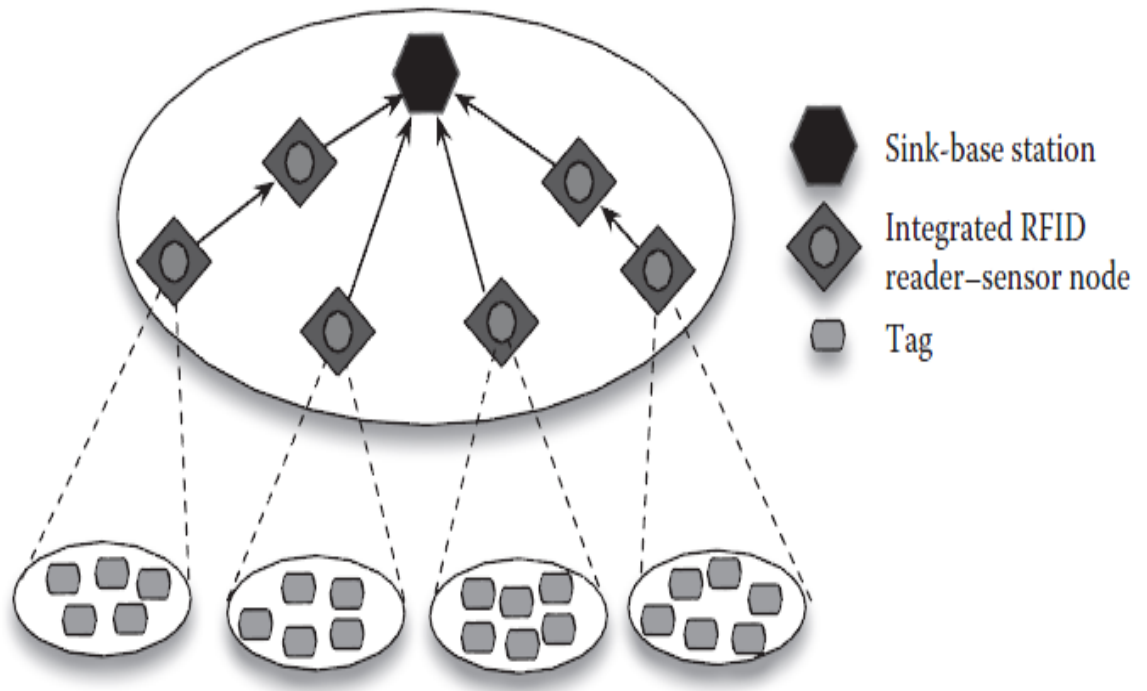 Sink-base station
Integrated RFID
reader–sensor node
Tag